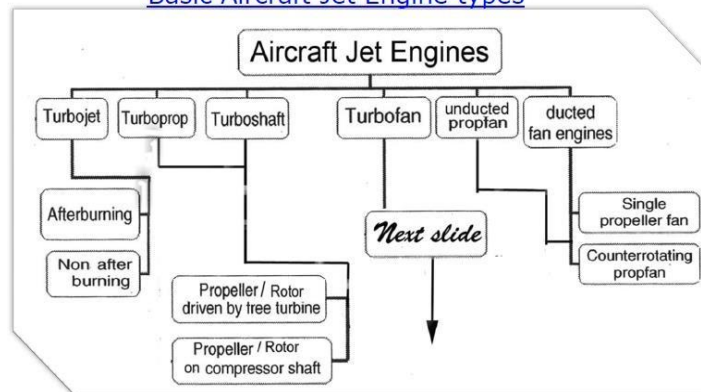 Basic Aircraft Jet Engine types
Aircraft Jet Engines
Turbojet
Turboprop
Turboshaft
Turbofan
unducted
propfan
ducted
fan engines
Afterburning
Non after
burning
Next slide
Single
propeller fan
Counterrotating
propfan
Propeller / Rotor
driven by tree turbine
Propeller / Rotor
on compressor shaft